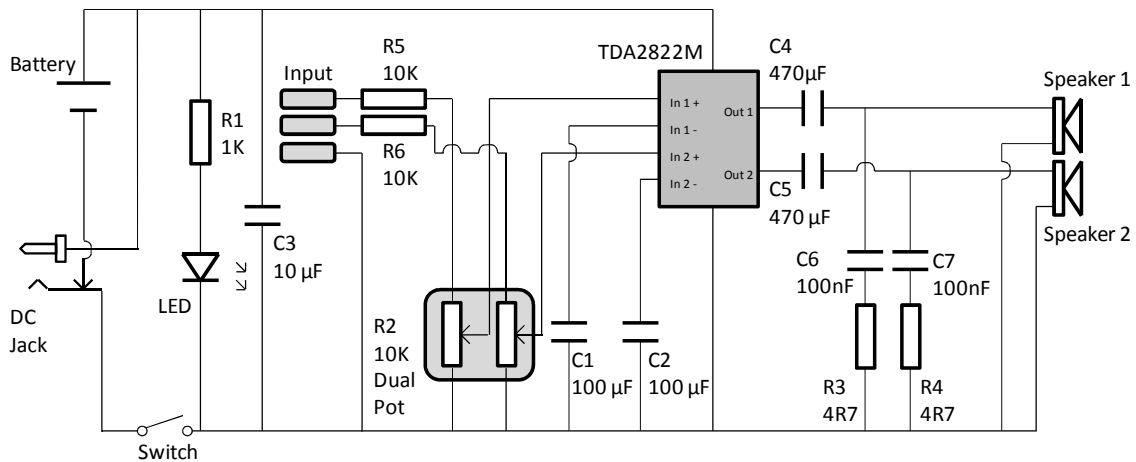 Battery
R1
1K
Input
R5
10K
R6
10K
TDA2822M
In 1 +
In 1 -
In 2 +
In 2 -
Out 1
Out 2
C4
470µF
C5
470 µF
Speaker 1
Speaker 2
C3
10 µF
LED
DC
Jack
Switch
R2
10K
Dual
Pot
C1
100 µF
C2
100 µF
C6
100nF
C7
100nF
R3
4R7
R4
4R7